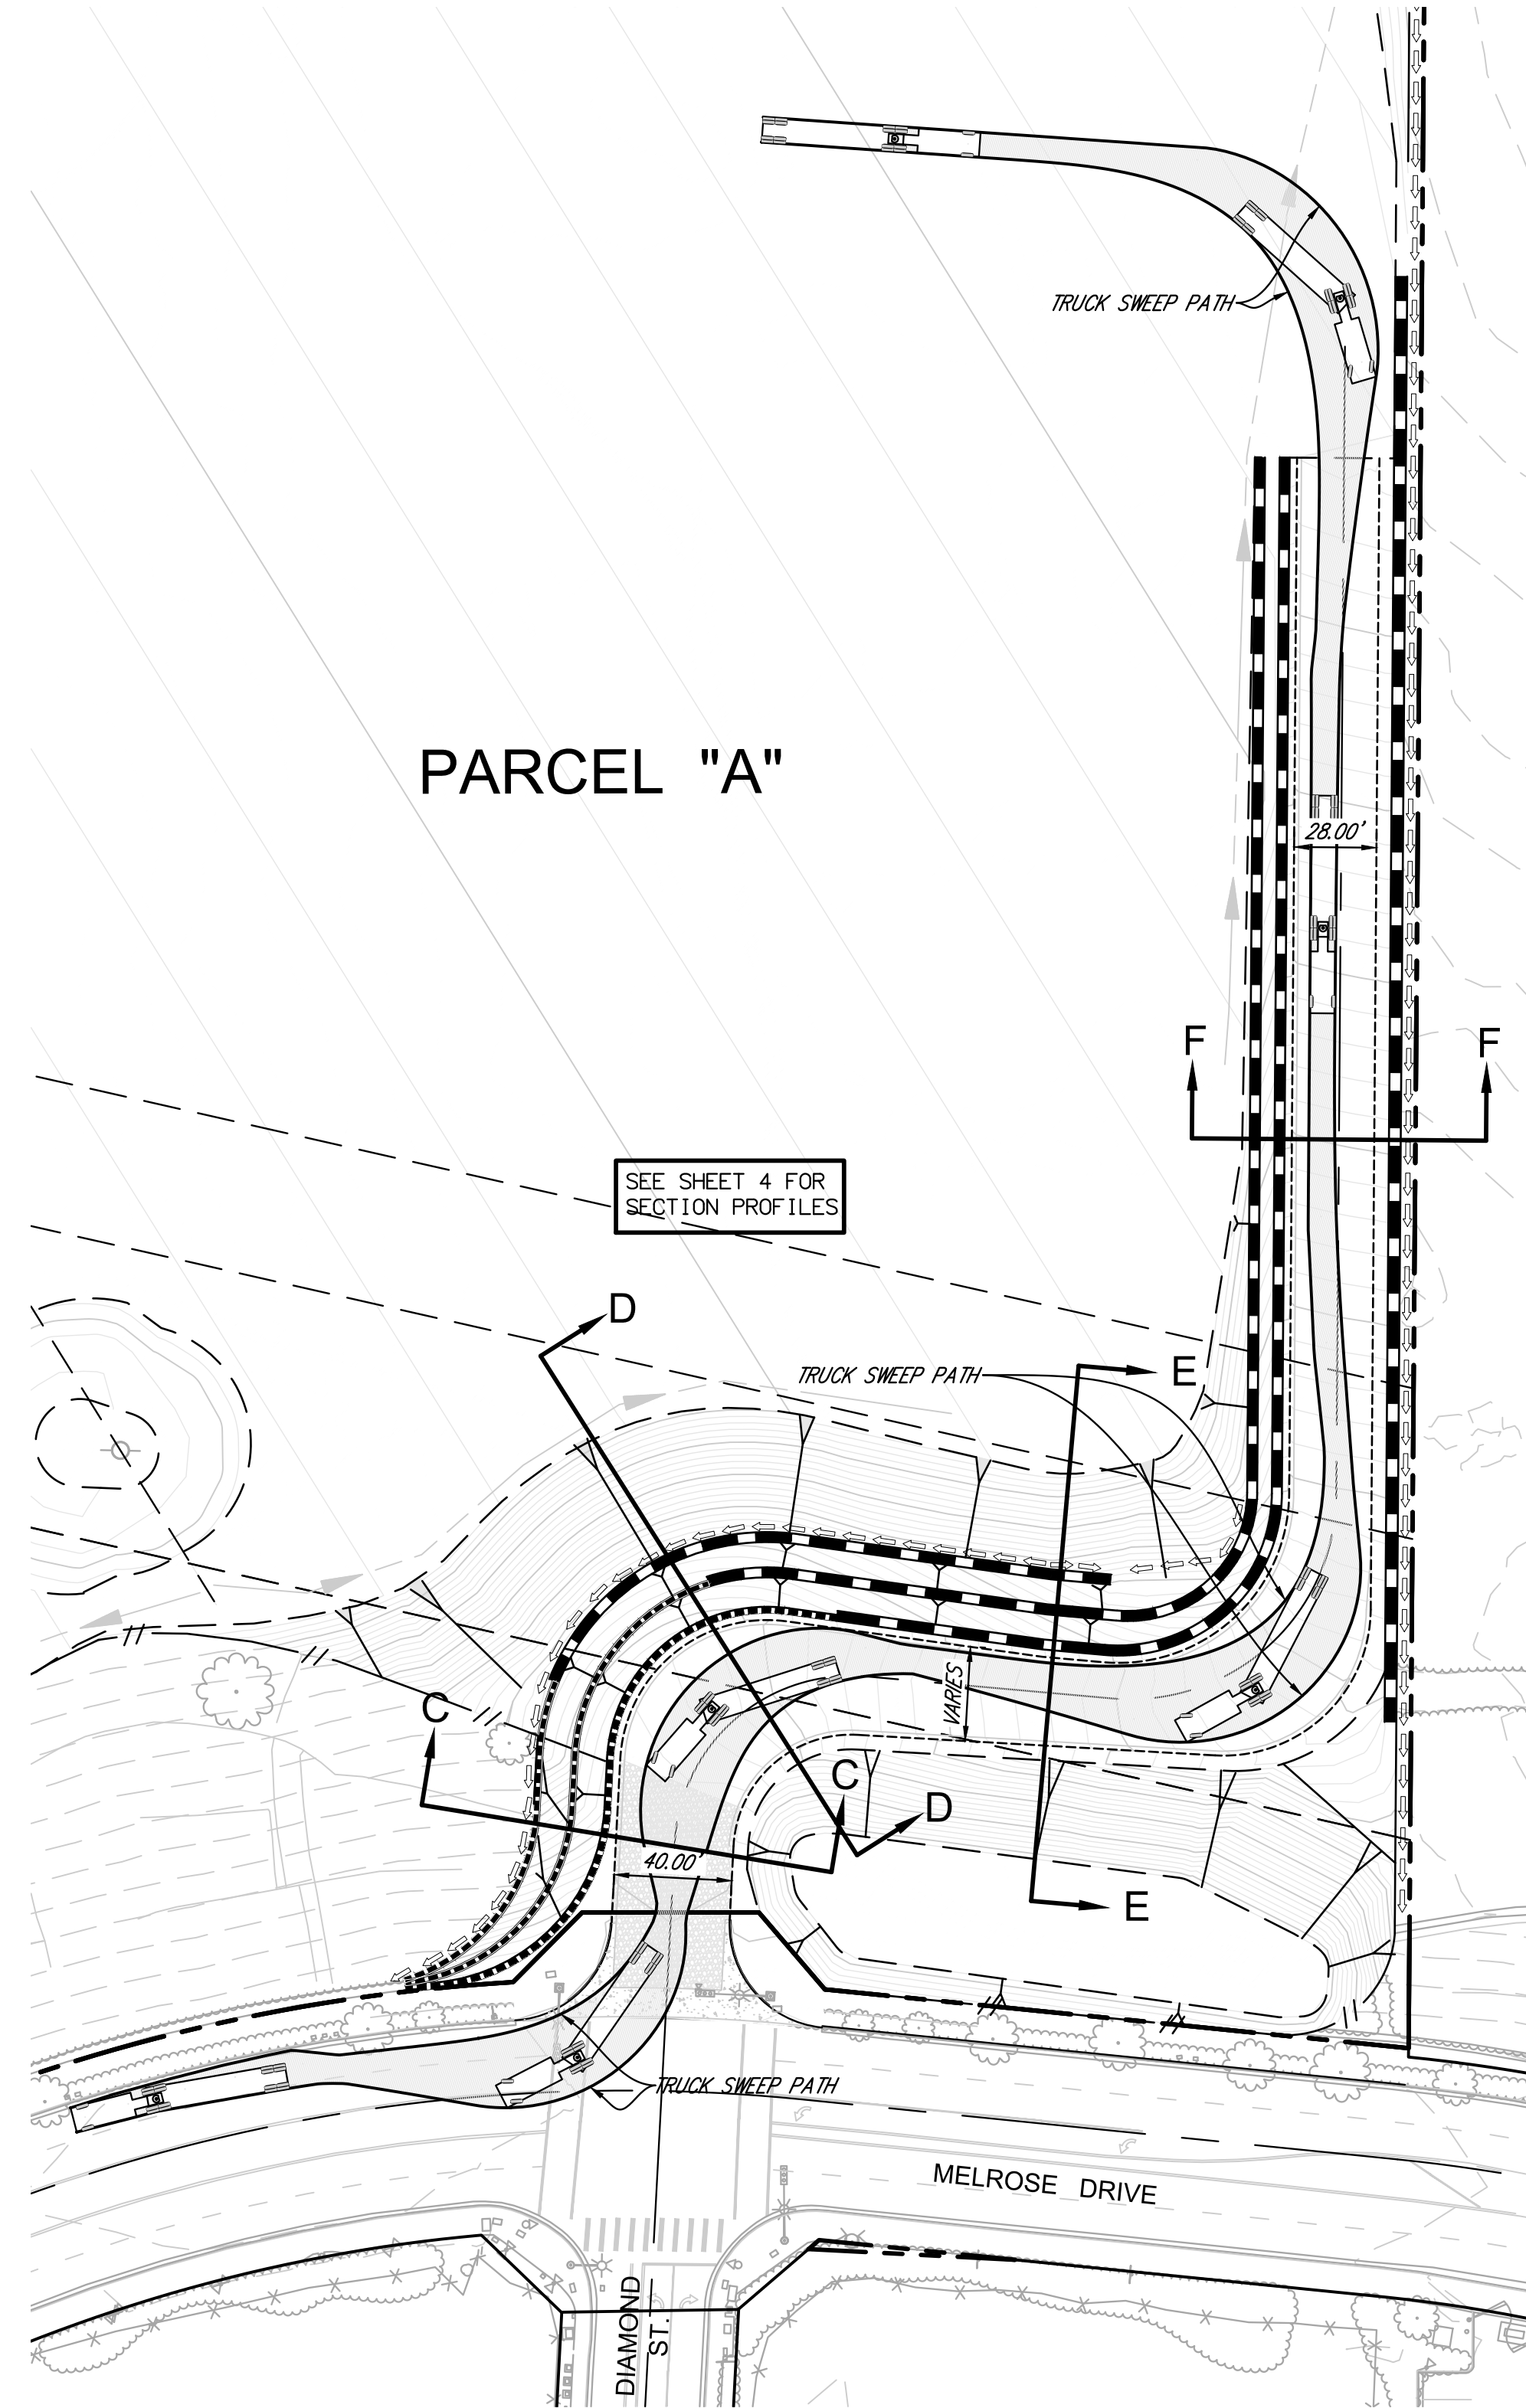 TRUCK SWEEP PATH
PARCEL "A"
28.00'
F F
SEE SHEET 4 FOR
SECTION PROFILES
D
TRUCK SWEEP PATH
E
VARIES
C
C
D
40.00'
E
TRUCK SWEEP PATH
MELROSE DRIVE
DIAMOND
ST.